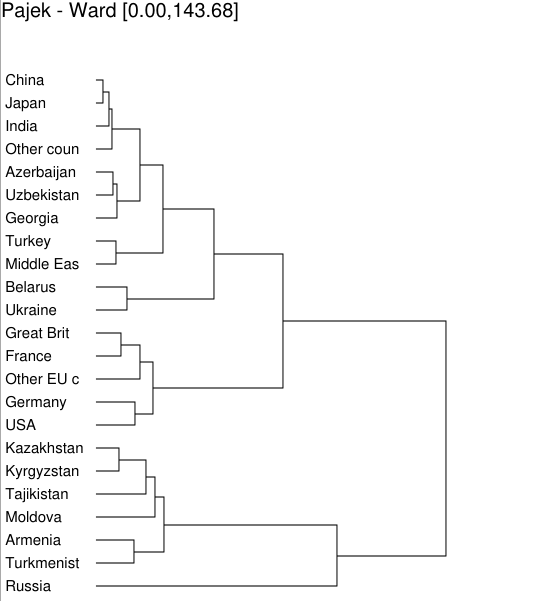 Pajek - Ward [0.00,143.68]
China
Japan
India
Other coun
Azerbaijan
Uzbekistan
Georgia
Turkey
Middle Eas
Belarus
Ukraine
Great Brit
France
Other EU c
Germany
USA
Kazakhstan
Kyrgyzstan
Tajikistan
Moldova
Armenia
Turkmenist
Russia